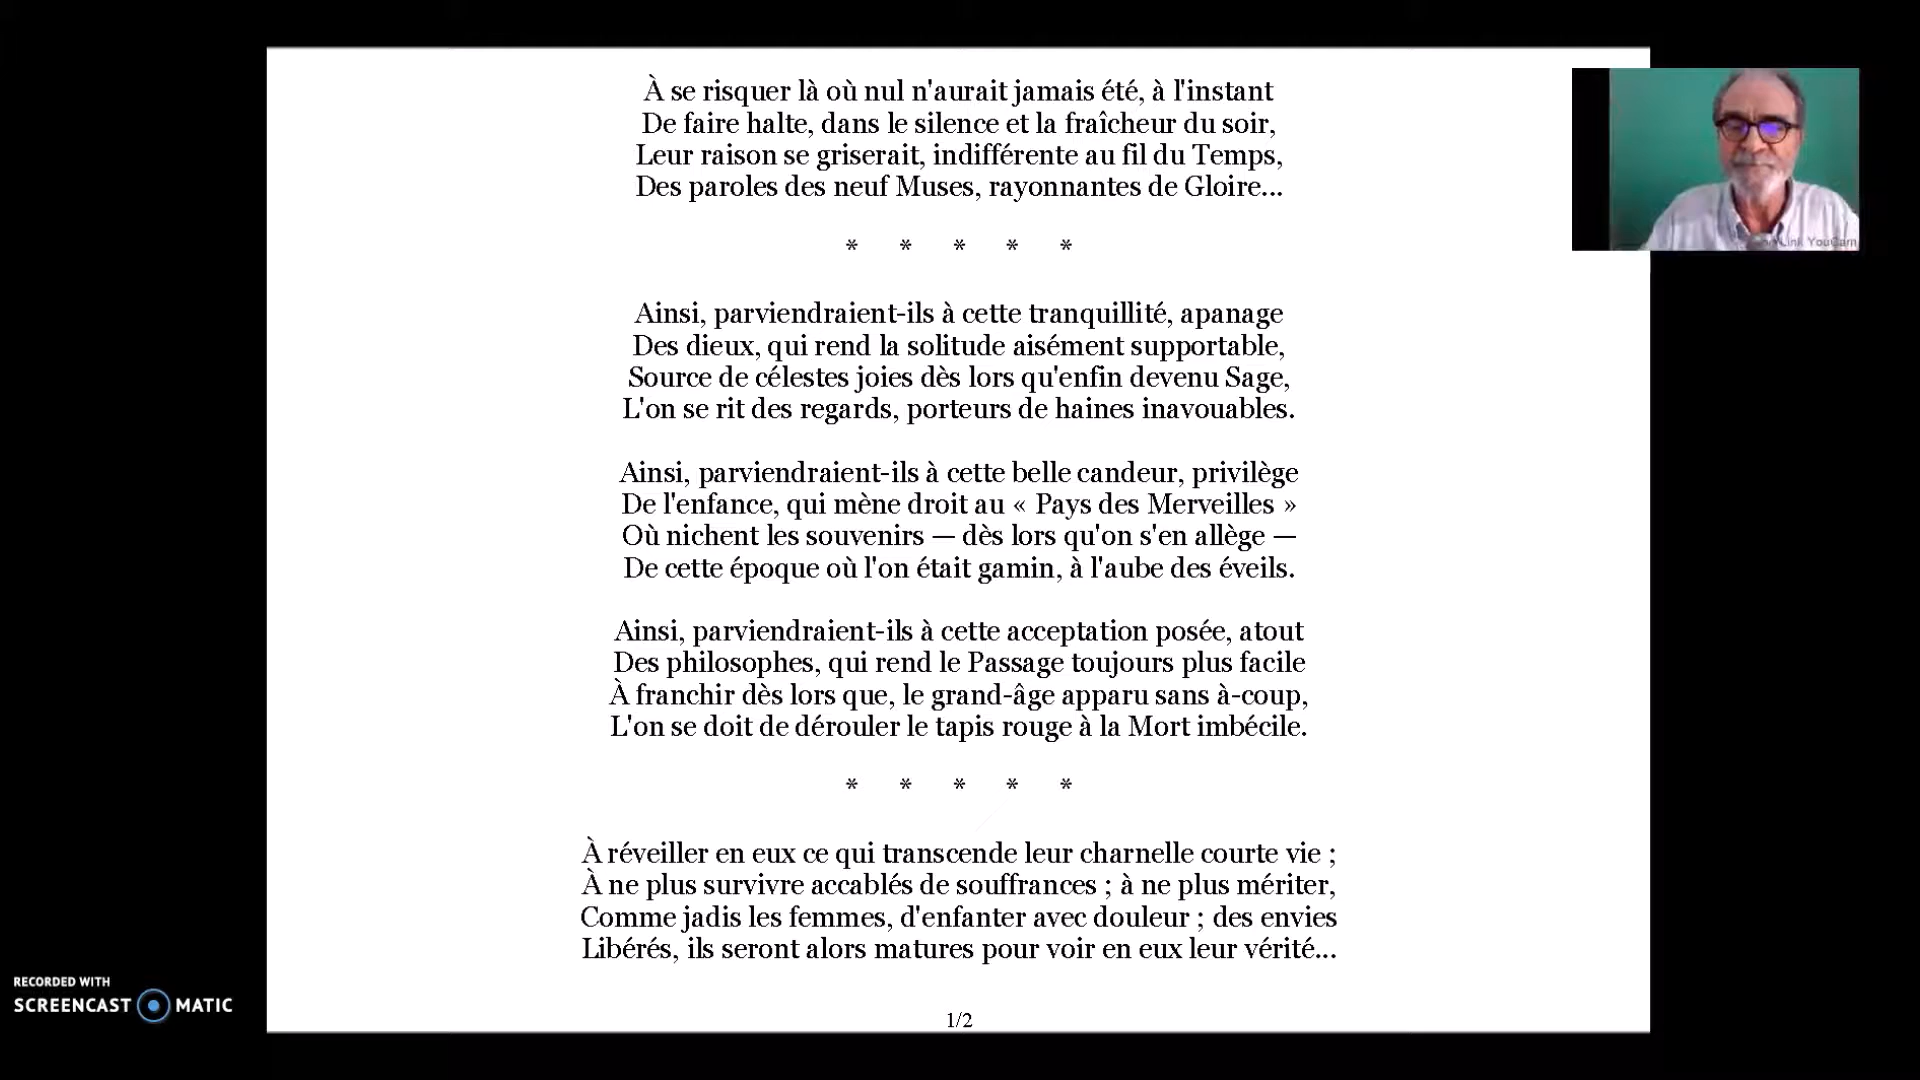 À se risquer là où nul n'aurait jamais été, à l'instant
De faire halte, dans le silence et la fraîcheur du soir,
Leur raison se griserait, indifférente au fil du Temps,
Des paroles des neuf Muses, rayonnantes de Gloire...
* * * * *
Ainsi, parviendraient-ils à cette tranquillité, apanage
Des dieux, qui rend la solitude aisément supportable,
Source de célestes joies dès lors qu'enfin devenu Sage,
L'on se rit des regards, porteurs de haines inavouables.
Ainsi, parviendraient-ils à cette belle candeur, privilège
De l'enfance, qui mène droit au « Pays des Merveilles »
Où nichent les souvenirs — dès lors qu'on s'en allège —
De cette époque où l'on était gamin, à l'aube des éveils.
Ainsi, parviendraient-ils à cette acceptation posée, atout
Des philosophes, qui rend le Passage toujours plus facile
À franchir dès lors que, le grand-âge apparu sans à-coup,
L'on se doit de dérouler le tapis rouge à la Mort imbécile.
* * * * *
À réveiller en eux ce qui transcende leur charnelle courte vie ;
À ne plus survivre accablés de souffrances ; à ne plus mériter,
Comme jadis les femmes, d'enfanter avec douleur ; des envies
Libérés, ils seront alors matures pour voir en eux leur vérité...
1/2
RECORDED WITH
SCREENCAST MATIC
Link YouCam